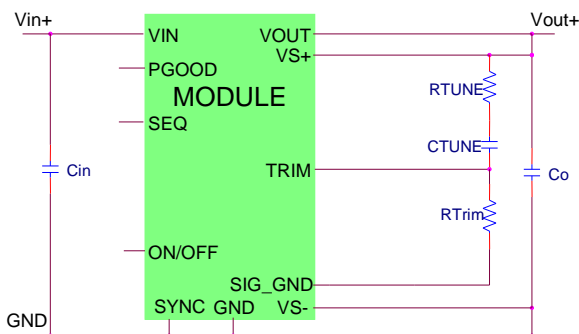 Vin+
Vout+
VIN
VOUT
VS+
PGOOD
RTUNE
MODULE
SEQ
CTUNE
TRIM
Cin
Co
RTrim
ON/OFF
SIG_GND
GND
SYNC
GND
VS-